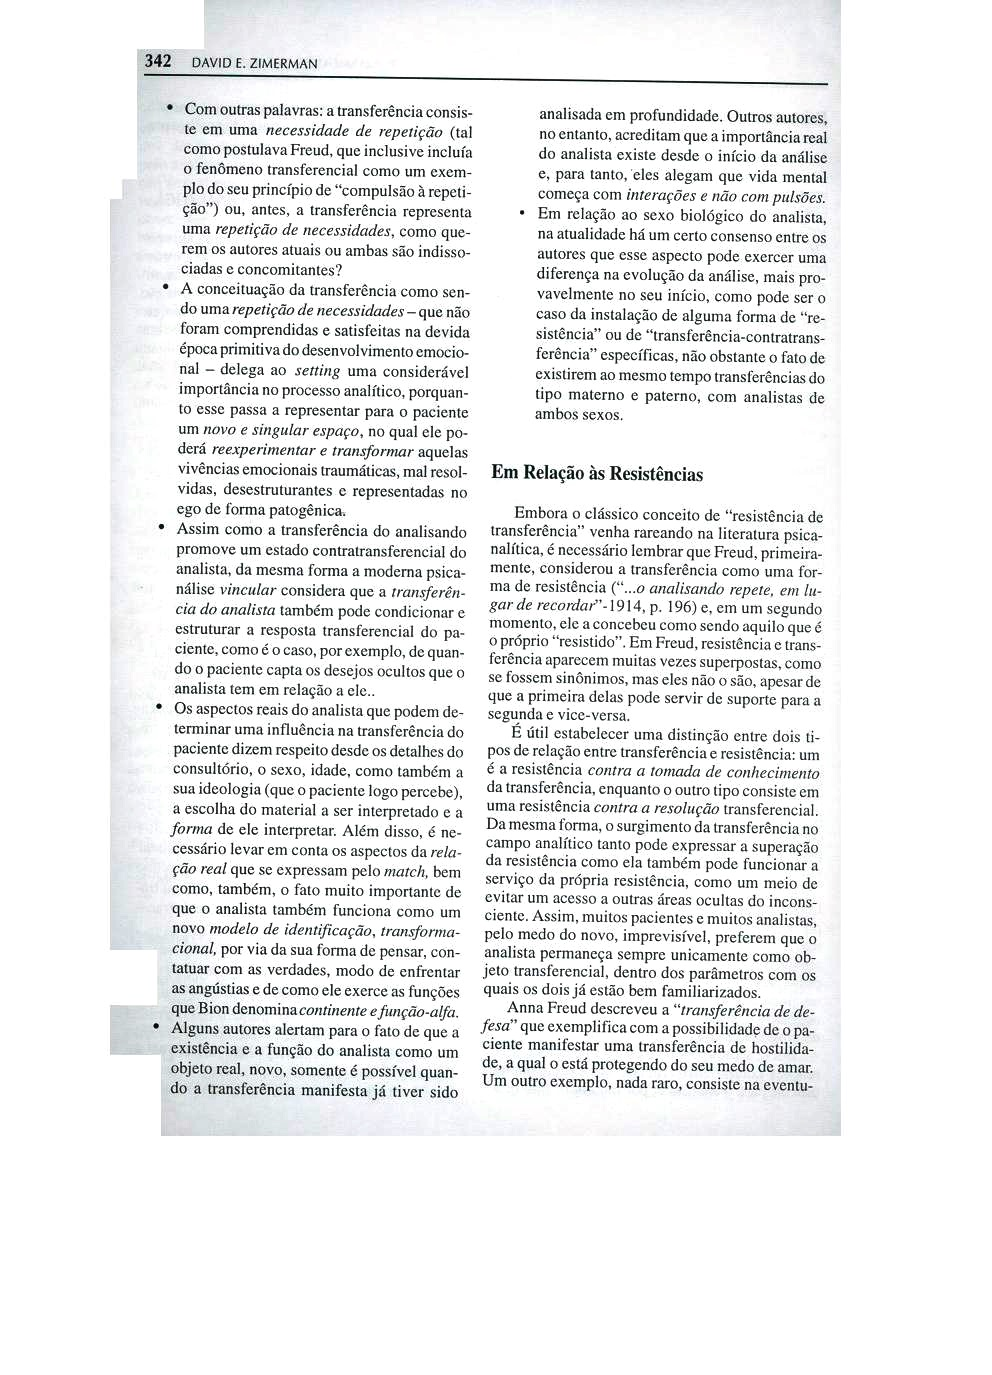 342 DAVID E. ZIMERMAN
• Com outras palavras: a transferência consis-
te em uma necessidade de repetição (tal
como postulava Freud, que inclusive incluía
o fenômeno transferencial como um exem-
plo do seu princípio de “compulsão à repeti-
ção”) ou, antes, a transferência representa
uma repetição de necessidades, como que-
rem os autores atuais ou ambas são indisso-
ciadas e concomitantes?
• A conceituação da transferência como sen-
do uma repetição de necessidades – que não
foram comprendidas e satisfeitas na devida
época primitiva do desenvolvimento emocio-
nal – delega ao setting uma considerável
importância no processo analítico, porquan-
to esse passa a representar para o paciente
um novo e singular espaço, no qual ele po-
derá reexperimentar e transformar aquelas
vivências emocionais traumáticas, mal resol-
vidas, desestruturantes e representadas no
ego de forma patogênica.
• Assim como a transferência do analisando
promove um estado contratransferencial do
analista, da mesma forma a moderna psica-
nálise vincular considera que a transferên-
cia do analista também pode condicionar e
estruturar a resposta transferencial do pa-
ciente, como é o caso, por exemplo, de quan-
do o paciente capta os desejos ocultos que o
analista tem em relação a ele..
• Os aspectos reais do analista que podem de-
terminar uma influência na transferência do
paciente dizem respeito desde os detalhes do
consultório, o sexo, idade, como também a
sua ideologia (que o paciente logo percebe),
a escolha do material a ser interpretado e a
forma de ele interpretar. Além disso, é ne-
cessário levar em conta os aspectos da rela-
ção real que se expressam pelo match, bem
como, também, o fato muito importante de
que o analista também funciona como um
novo modelo de identificação, transforma-
cional, por via da sua forma de pensar, con-
tatuar com as verdades, modo de enfrentar
as angústias e de como ele exerce as funções
que Bion denomina continente e função-alfa.
• Alguns autores alertam para o fato de que a
existência e a função do analista como um
objeto real, novo, somente é possível quan-
do a transferência manifesta já tiver sido
analisada em profundidade. Outros autores,
no entanto, acreditam que a importância real
do analista existe desde o início da análise
e, para tanto, eles alegam que vida mental
começa com interações e não com pulsões.
• Em relação ao sexo biológico do analista,
na atualidade há um certo consenso entre os
autores que esse aspecto pode exercer uma
diferença na evolução da análise, mais pro-
vavelmente no seu início, como pode ser o
caso da instalação de alguma forma de “re-
sistência” ou de “transferência-contratrans-
ferência” específicas, não obstante o fato de
existirem ao mesmo tempo transferências do
tipo materno e paterno, com analistas de
ambos sexos.
Em Relação às Resistências
Embora o clássico conceito de “resistência de
transferência” venha rareando na literatura psica-
nalítica, é necessário lembrar que Freud, primeira-
mente, considerou a transferência como uma for-
ma de resistência (“...o analisando repete, em lu-
gar de recordar”-1914, p. 196) e, em um segundo
momento, ele a concebeu como sendo aquilo que é
o próprio “resistido”. Em Freud, resistência e trans-
ferência aparecem muitas vezes superpostas, como
se fossem sinônimos, mas eles não o são, apesar de
que a primeira delas pode servir de suporte para a
segunda e vice-versa.
É útil estabelecer uma distinção entre dois ti-
pos de relação entre transferência e resistência: um
é a resistência contra a tomada de conhecimento
da transferência, enquanto o outro tipo consiste em
uma resistência contra a resolução transferencial.
Da mesma forma, o surgimento da transferência no
campo analítico tanto pode expressar a superação
da resistência como ela também pode funcionar a
serviço da própria resistência, como um meio de
evitar um acesso a outras áreas ocultas do incons-
ciente. Assim, muitos pacientes e muitos analistas,
pelo medo do novo, imprevisível, preferem que o
analista permaneça sempre unicamente como ob-
jeto transferencial, dentro dos parâmetros com os
quais os dois já estão bem familiarizados.
Anna Freud descreveu a “transferência de de-
fesa” que exemplifica com a possibilidade de o pa-
ciente manifestar uma transferência de hostilida-
de, a qual o está protegendo do seu medo de amar.
Um outro exemplo, nada raro, consiste na eventu-